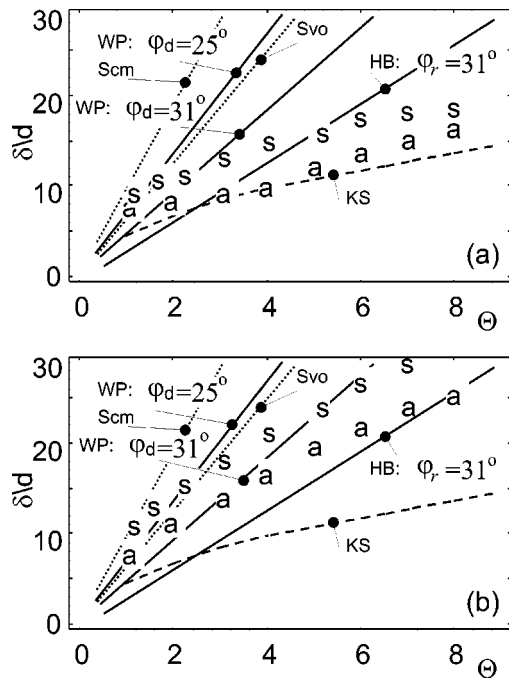 30
WP: φd=25°
Svo
Scm
HB: φr=31°
20
WP: φd=31°
δ\d
s s s s s s s s
a a a a a a a a
10
KS
(a)
0
0 2 4 6 8 Θ
30
WP: φd=25°
Svo
Scm
WP: φd=31°
20
HB: φr=31°
δ\d
s s s s s s s
a a a a a a a a
10
KS
(b)
0
0 2 4 6 8 Θ